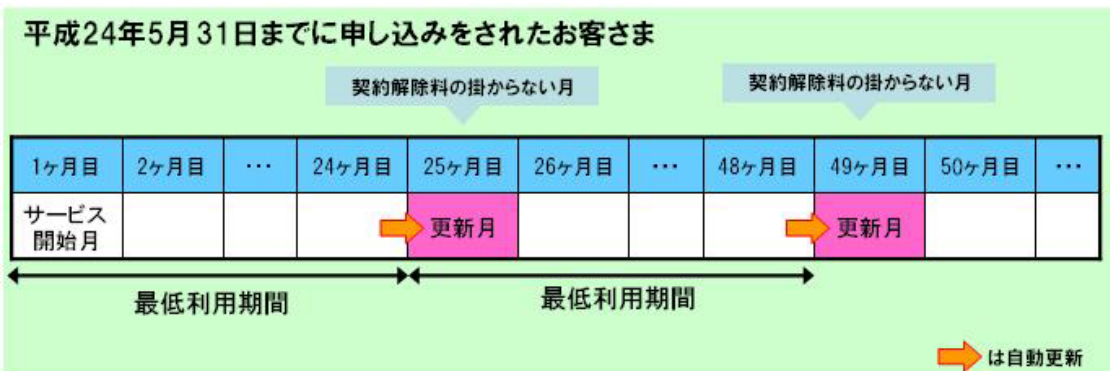 平成24年5月31日までに申し込みをされたお客さま
契約解除料の掛からない月
契約解除料の掛からない月
1ヶ月目 2ヶ月目 ･･･ 24ヶ月目 25ヶ月目 26ヶ月目 ･･･ 48ヶ月目 49ヶ月目 50ヶ月目 ･･･
サービス
開始月
更新月
更新月
最低利用期間
最低利用期間
は自動更新